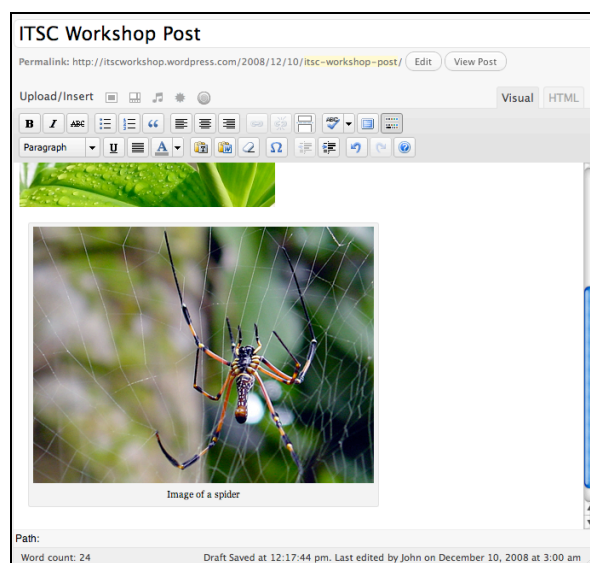 ITSC Workshop Post
Permalink: http://itscworkshop.wordpress.com/2008/12/10/itsc-workshop-post/ Edit View Post
Upload/Insert Visual HTML
B I ABC ABC
Paragraph U A T W Ω ?
Image of a spider
Path:
Word count: 24 Draft Saved at 12:17:44 pm. Last edited by John on December 10, 2008 at 3:00 am